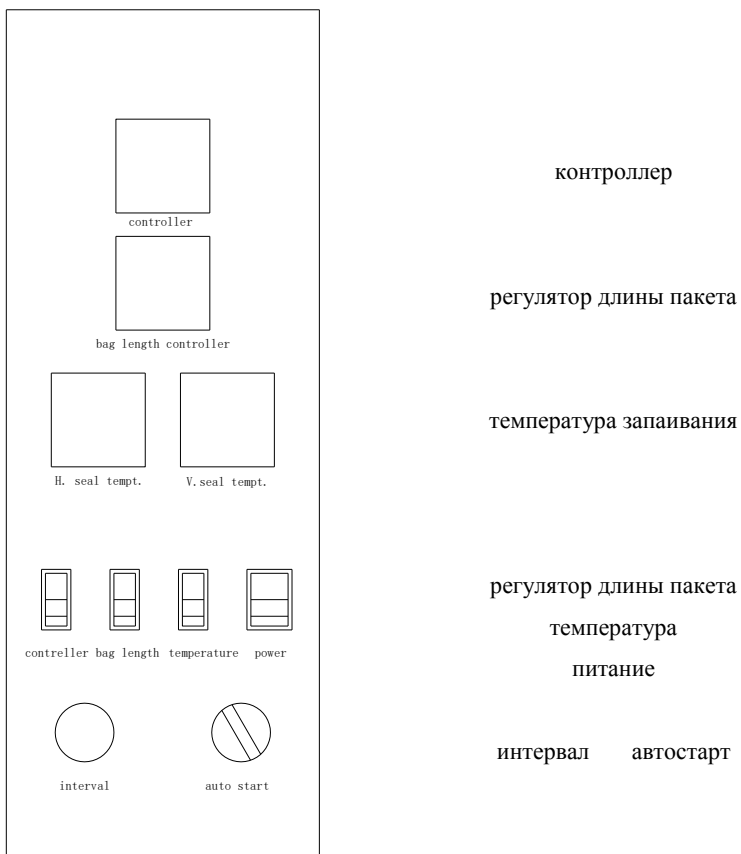 контроллер
controller
регулятор длины пакета
bag length controller
температура запаивания
H. seal tempt. V.seal tempt.
регулятор длины пакета
температура
contreller bag length temperature power
питание
интервал автостарт
interval auto start